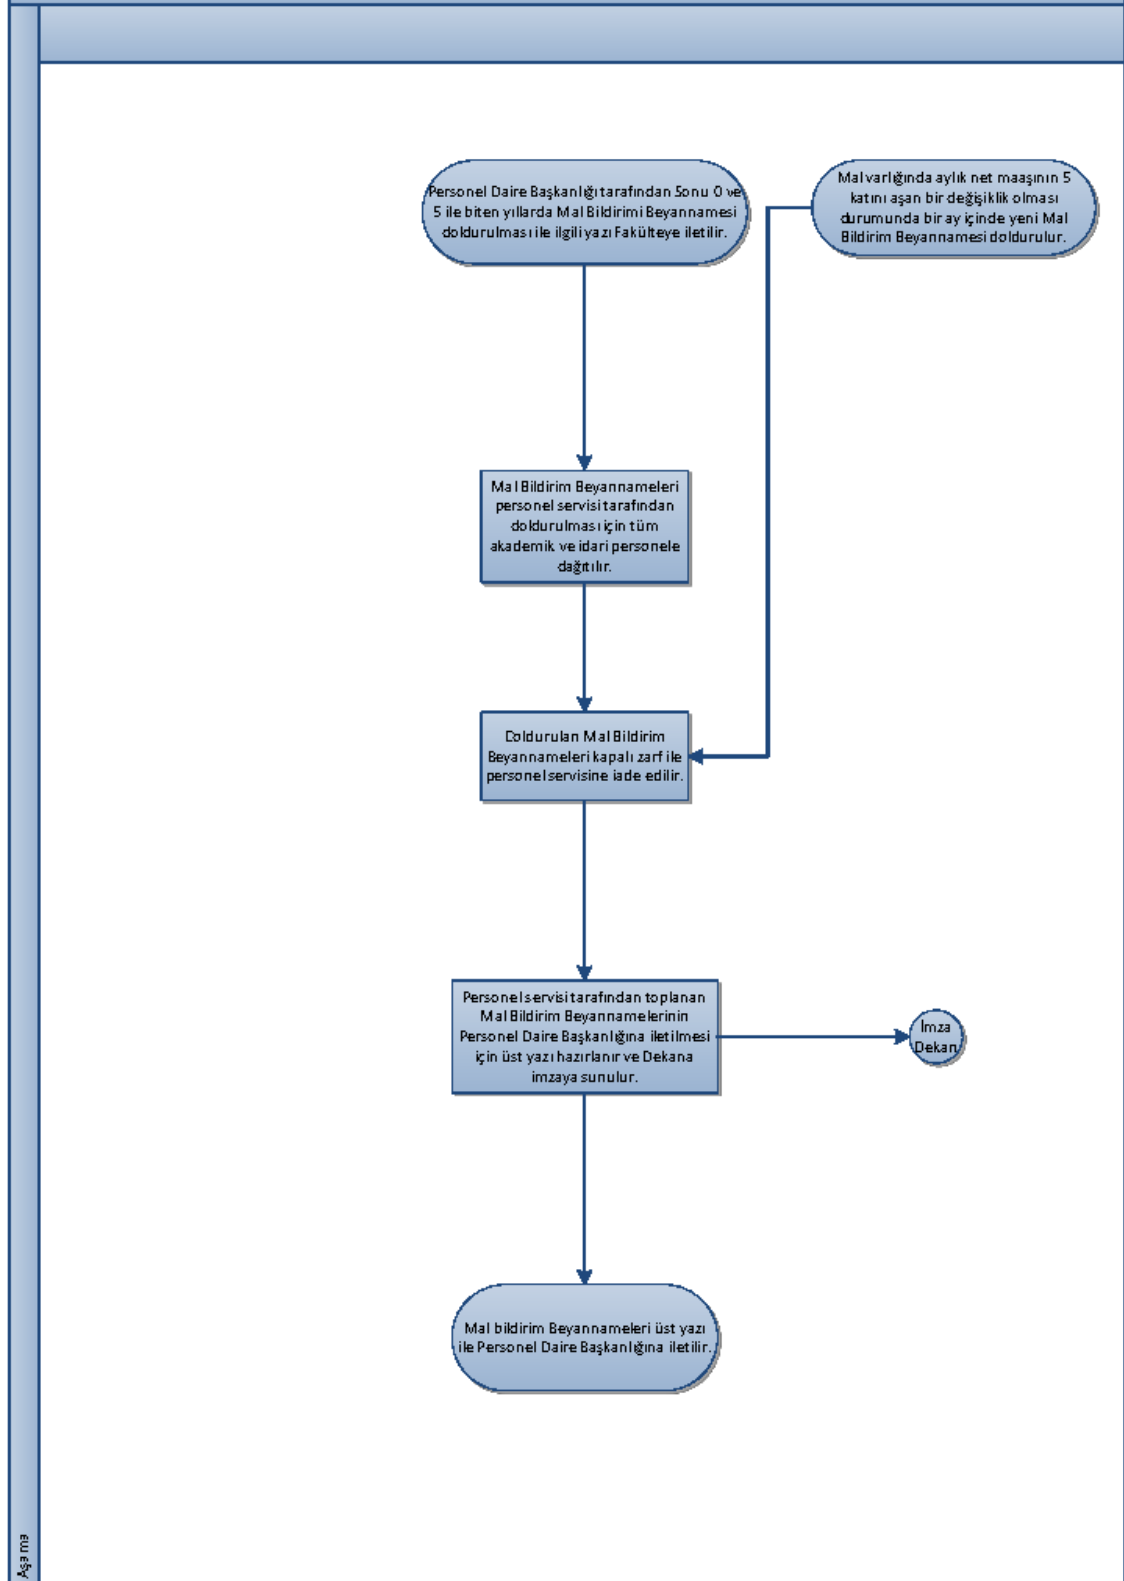 Personel Daire Başkanlığı tarafından Sonu 0 ve
5 ile biten yıllarda Mal Bildirimi Beyannamesi
doldurulması ile ilgili yazı Fakülteye iletilir.
Mal varlığında aylık net maaşının 5
katını aşan bir değişiklik olması
durumunda bir ay içinde yeni Mal
Bildirim Beyannamesi doldurulur.
Mal Bildirim Beyannameleri
personel servisi tarafından
doldurulması için tüm
akademik ve idari personele
dağıtılır.
Doldurulan Mal Bildirim
Beyannameleri kapalı zarf ile
personel servisine iade edilir.
Personel servisi tarafından toplanan
Mal Bildirim Beyannamelerinin
Personel Daire Başkanlığına iletilmesi
için üst yazı hazırlanır ve Dekana
imzaya sunulur.
İmza
Dekan
Mal bildirim Beyannameleri üst yazı
ile Personel Daire Başkanlığına iletilir.
Aşama